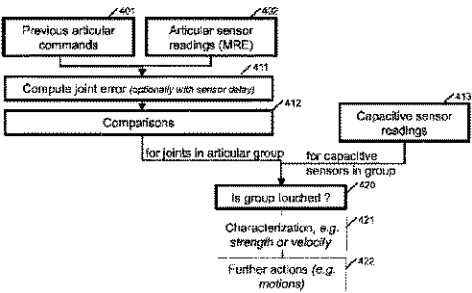 401
402
Previous articular
commands
Articular sensor
readings (MRE)
411
Compute joint error (optionally with sensor delay)
412
Comparisons
413
Capacitive sensor
readings
for joints in articular group
for capacitive
sensors in group
420
Is group touched ?
421
Characterization, e.g.
strength or velocity
422
Further actions (e.g.
motions)